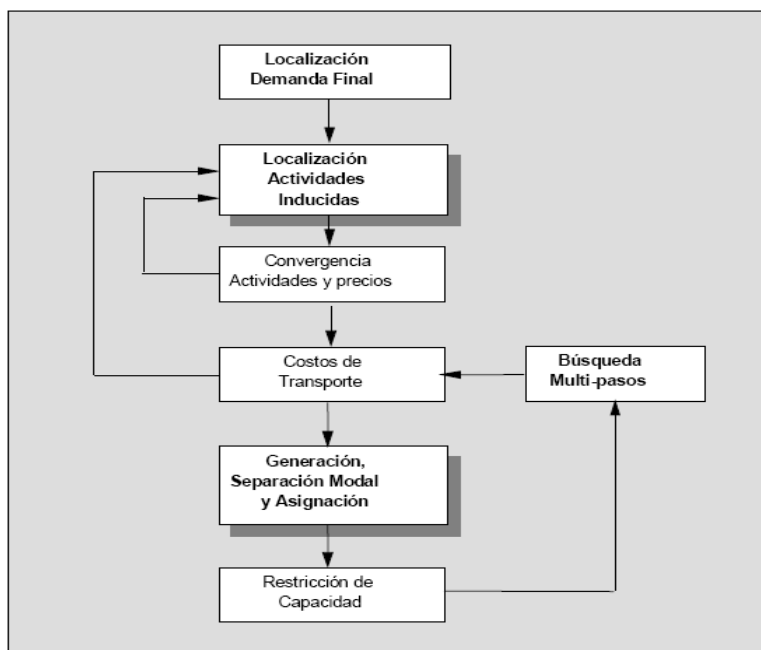 Localización
Demanda Final
Localización
Actividades
Inducidas
Convergencia
Actividades y precios
Costos de
Transporte
Búsqueda
Multi-pasos
Generación,
Separación Modal
y Asignación
Restricción de
Capacidad